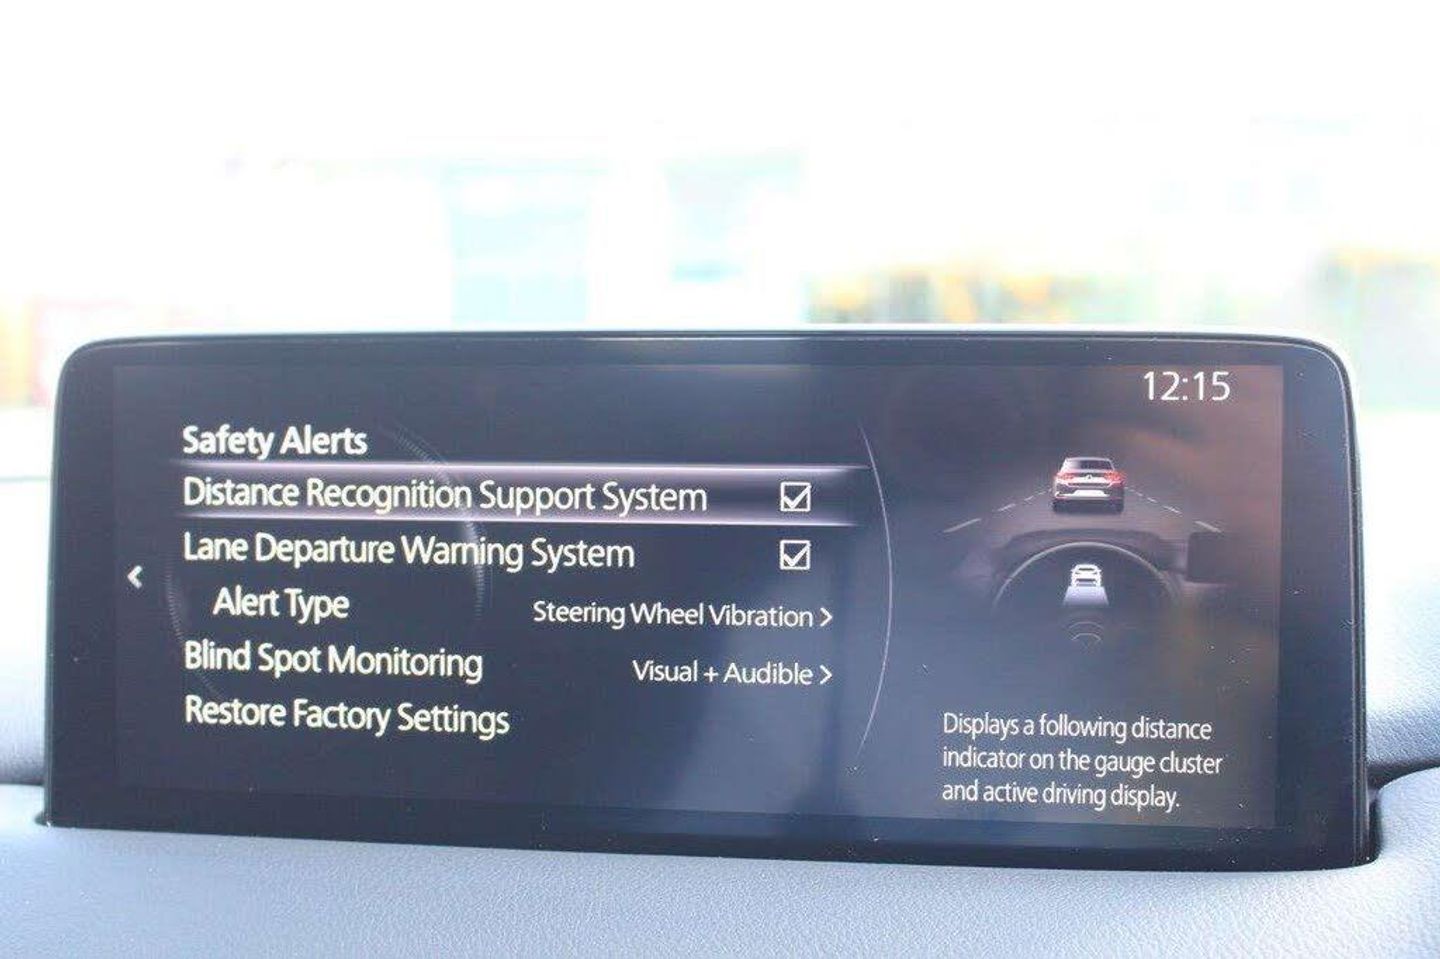 12:15
Safety Alerts
Distance Recognition Support System
Lane Departure Warning System
Alert Type Steering Wheel Vibration >
Blind Spot Monitoring Visual + Audible >
Restore Factory Settings
Displays a following distance
indicator on the gauge cluster
and active driving display.